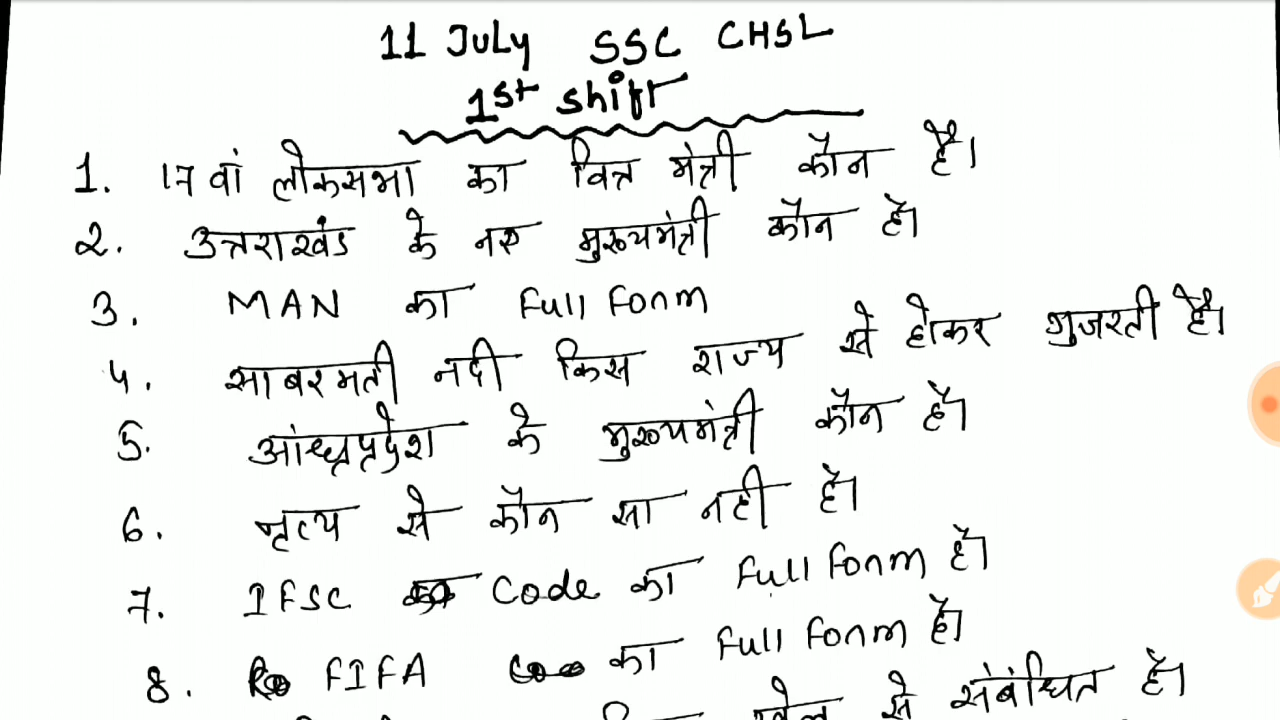 11 July SSC CHSL
1st shift
1. 17 वां लोकसभा का वित्त मंत्री कौन है।
2. उत्तराखंड के नए मुख्यमंत्री कौन है।
3. MAN का Full Form
4. साबरमती नदी किस राज्य से होकर गुजरती है।
5. आंध्रप्रदेश के मुख्यमंत्री कौन है।
6. नृत्य से कौन सा नही है।
7. IFSC Code का Full Form है।
8. FIFA का Full Form है।
खेल से संबंधित है।